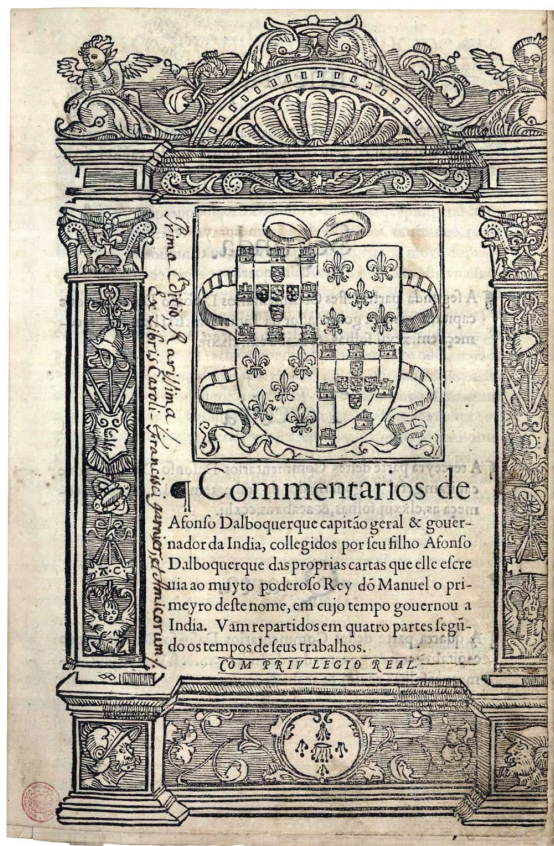 ¶ Commentarios de
Afonſo Dalboquerque capitão geral & gouer-
nador da India, collegidos por ſeu filho Afonſo
Dalboquerque das proprias cartas que elle eſcre
uia ao muyto poderoſo Rey dõ Manuel o pri-
meyro deſte nome, em cujo tempo gouernou a
India. Vam repartidos em quatro partes ſegũ-
do os tempos de ſeus trabalhos.
COM PRIV LEGIO REAL.
Prima Editio Rariſſima
Ex libris Caroli Franciſci garnier, et amicorum
A·C·